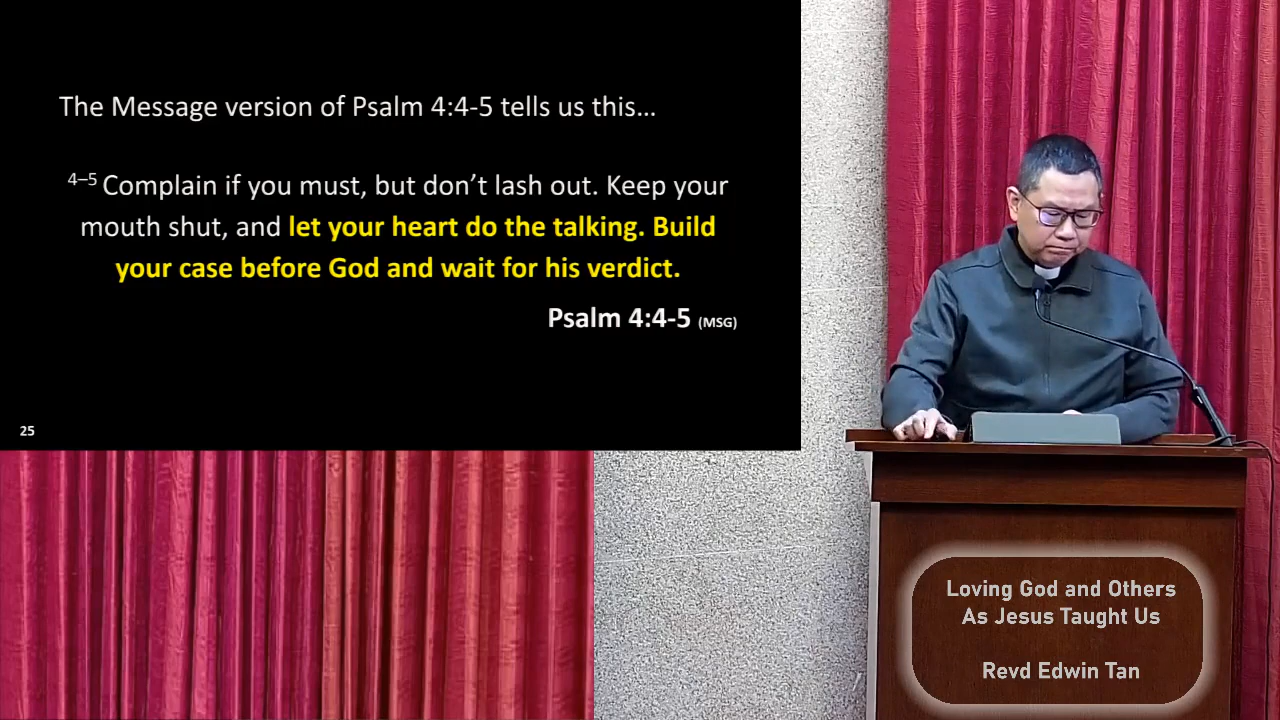 The Message version of Psalm 4:4-5 tells us this…
4–5 Complain if you must, but don’t lash out. Keep your
mouth shut, and let your heart do the talking. Build
your case before God and wait for his verdict.
Psalm 4:4-5 (MSG)
25
Loving God and Others
As Jesus Taught Us
Revd Edwin Tan